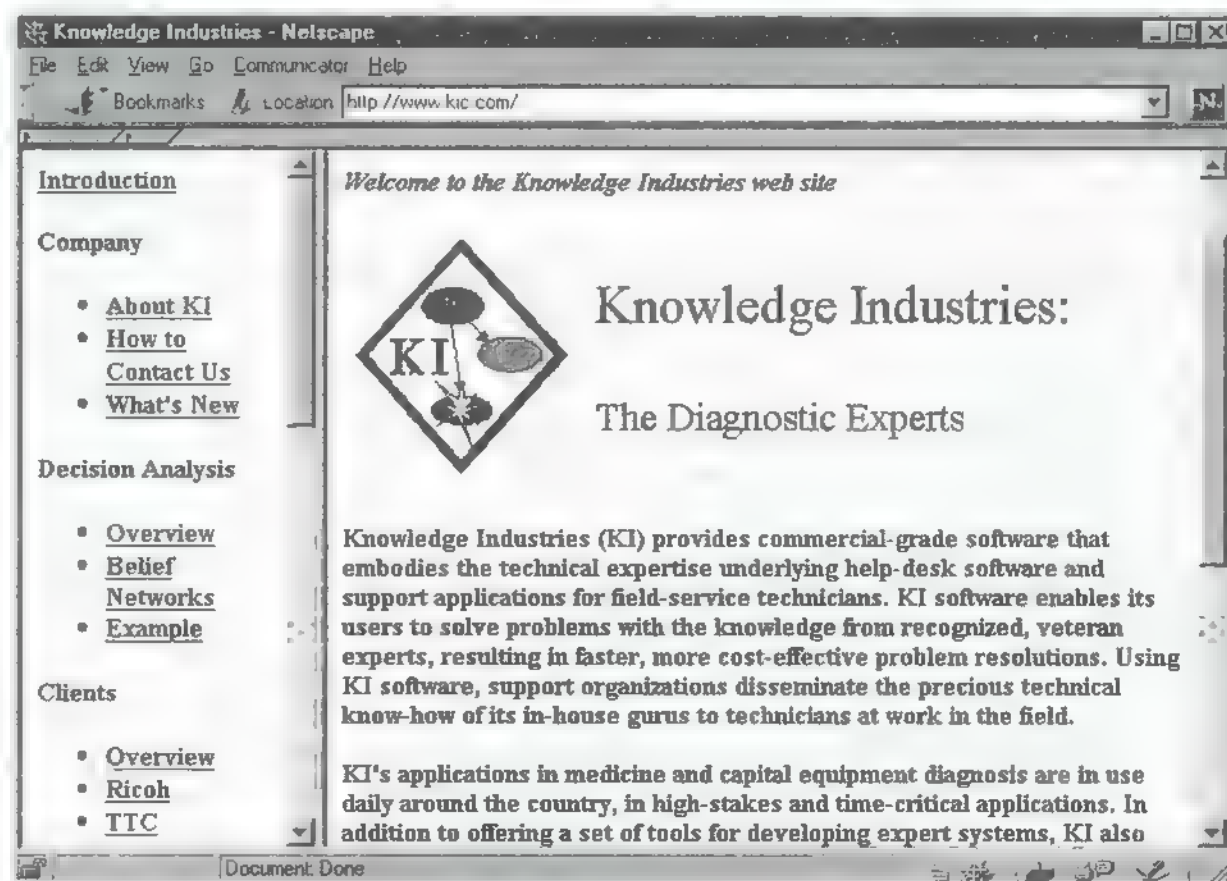 Knowledge Industries - Netscape
File Edit View Go Communicator Help
Bookmarks Location http://www.kic.com/
N
Introduction
Company
• About KI
• How to
Contact Us
• What's New
Decision Analysis
• Overview
• Belief
Networks
• Example
Clients
• Overview
• Ricoh
• TTC
Welcome to the Knowledge Industries web site
KI
Knowledge Industries:
The Diagnostic Experts
Knowledge Industries (KI) provides commercial-grade software that
embodies the technical expertise underlying help-desk software and
support applications for field-service technicians. KI software enables its
users to solve problems with the knowledge from recognized, veteran
experts, resulting in faster, more cost-effective problem resolutions. Using
KI software, support organizations disseminate the precious technical
know-how of its in-house gurus to technicians at work in the field.
KI's applications in medicine and capital equipment diagnosis are in use
daily around the country, in high-stakes and time-critical applications. In
addition to offering a set of tools for developing expert systems, KI also
Document: Done